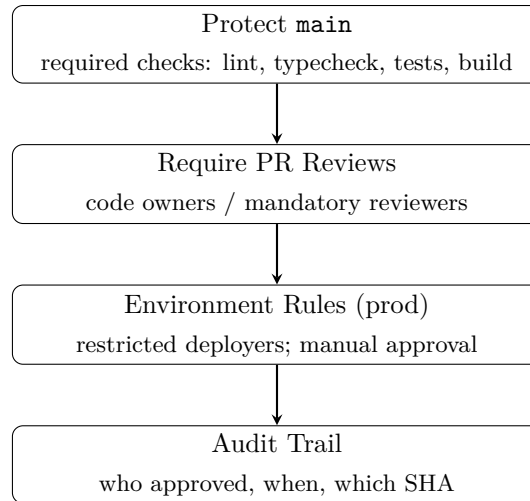 Protect main
required checks: lint, typecheck, tests, build
Require PR Reviews
code owners / mandatory reviewers
Environment Rules (prod)
restricted deployers; manual approval
Audit Trail
who approved, when, which SHA